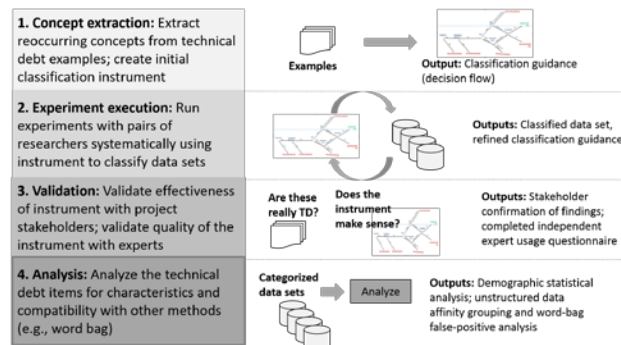 1. Concept extraction: Extract
reoccurring concepts from technical
debt examples; create initial
classification instrument
Examples
Output: Classification guidance
(decision flow)
2. Experiment execution: Run
experiments with pairs of
researchers systematically using
instrument to classify data sets
Outputs: Classified data set,
refined classification guidance
3. Validation: Validate effectiveness
of instrument with project
stakeholders; validate quality of the
instrument with experts
Are these
really TD?
Does the
instrument
make sense?
Outputs: Stakeholder
confirmation of findings;
completed independent
expert usage questionnaire
4. Analysis: Analyze the technical
debt items for characteristics and
compatibility with other methods
(e.g., word bag)
Categorized
data sets
Analyze
Outputs: Demographic statistical
analysis; unstructured data
affinity grouping and word-bag
false-positive analysis